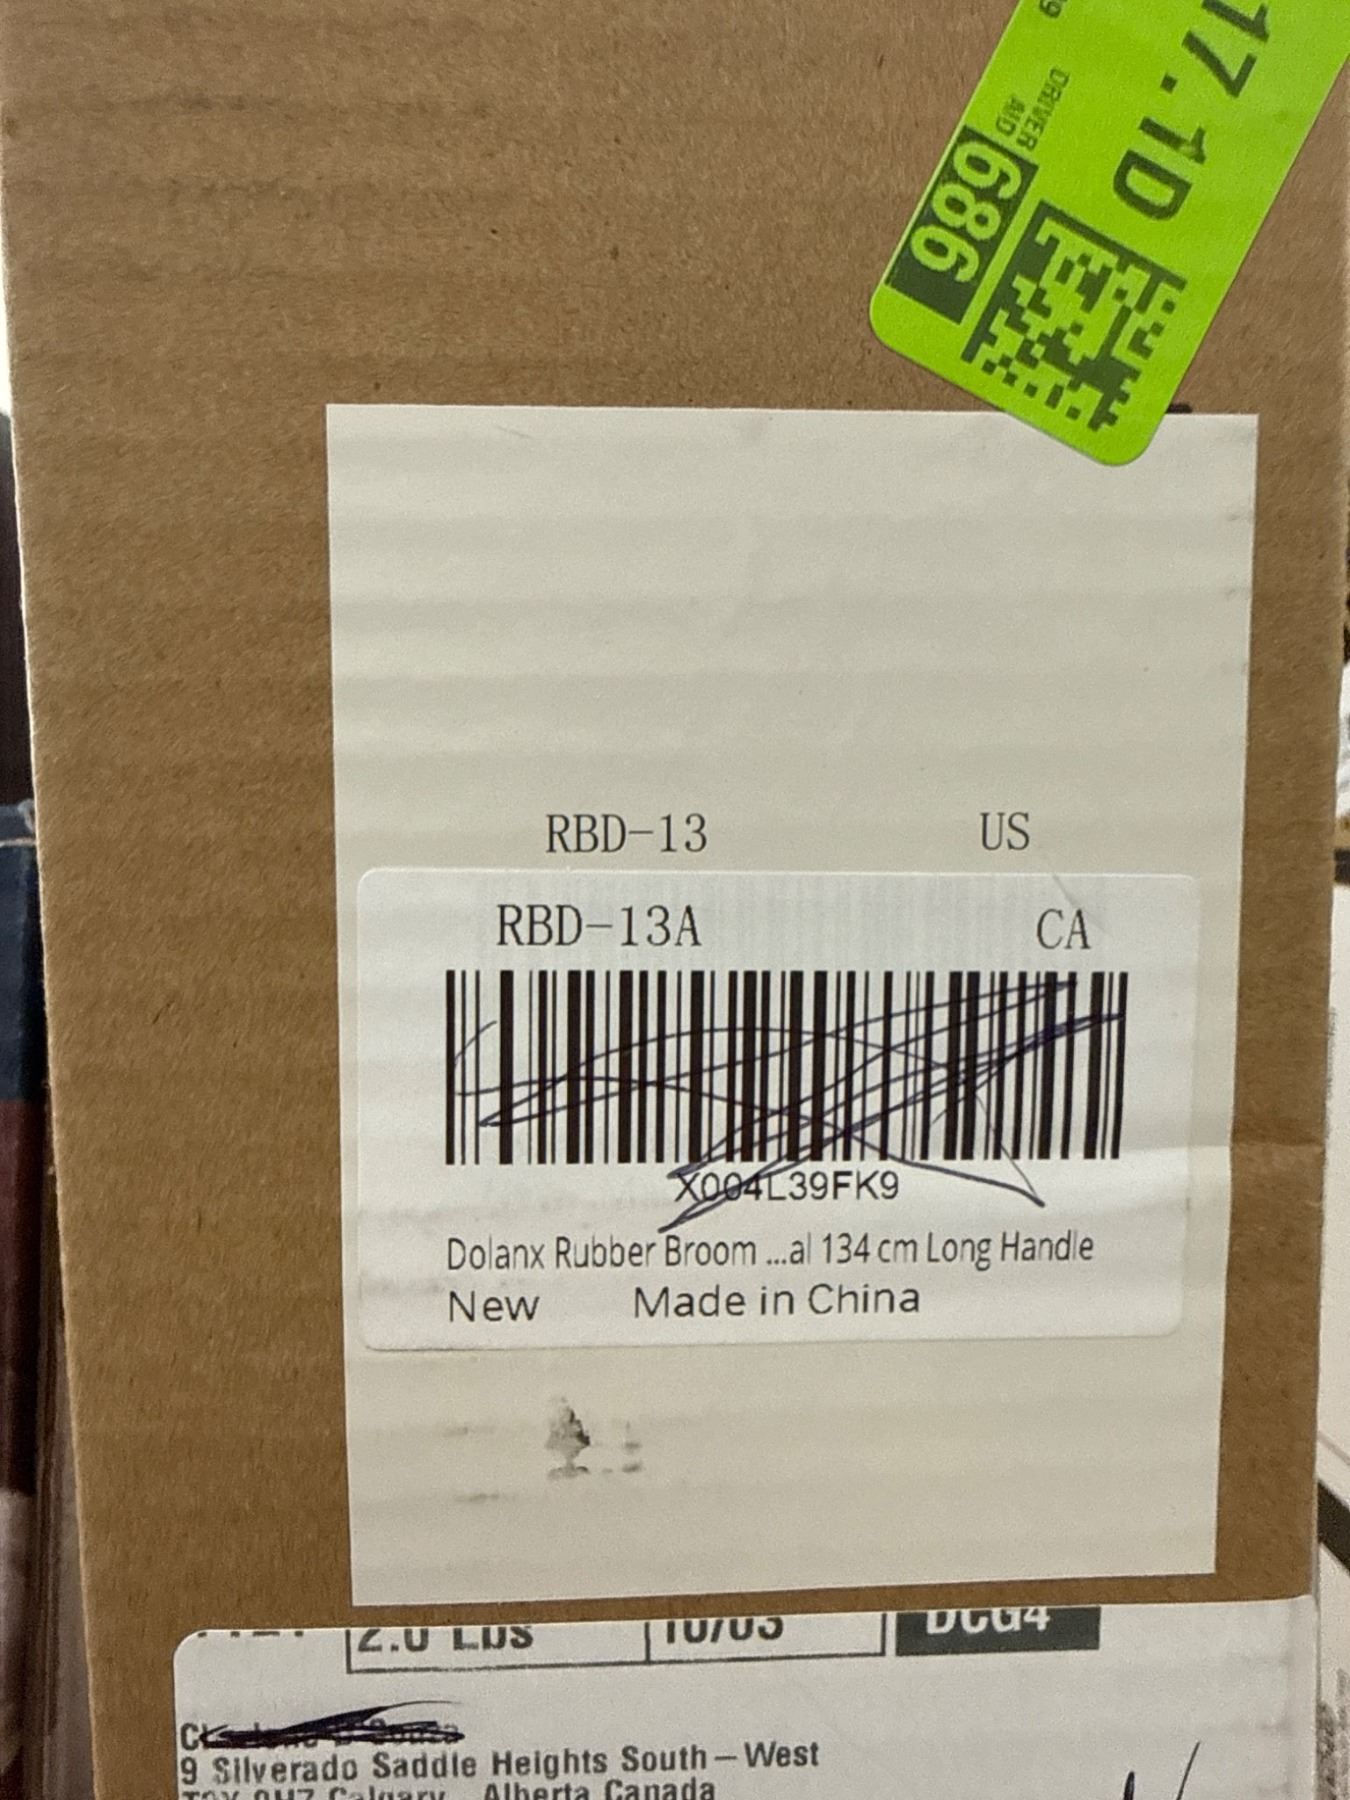 17.1D
DRIVER
AID
686
RBD-13 US
RBD-13A CA
X004L39FK9
Dolanx Rubber Broom ...al 134 cm Long Handle
New Made in China
2.0 Lbs 10/03 DCG4
9 Silverado Saddle Heights South-West
Calgary Alberta Canada